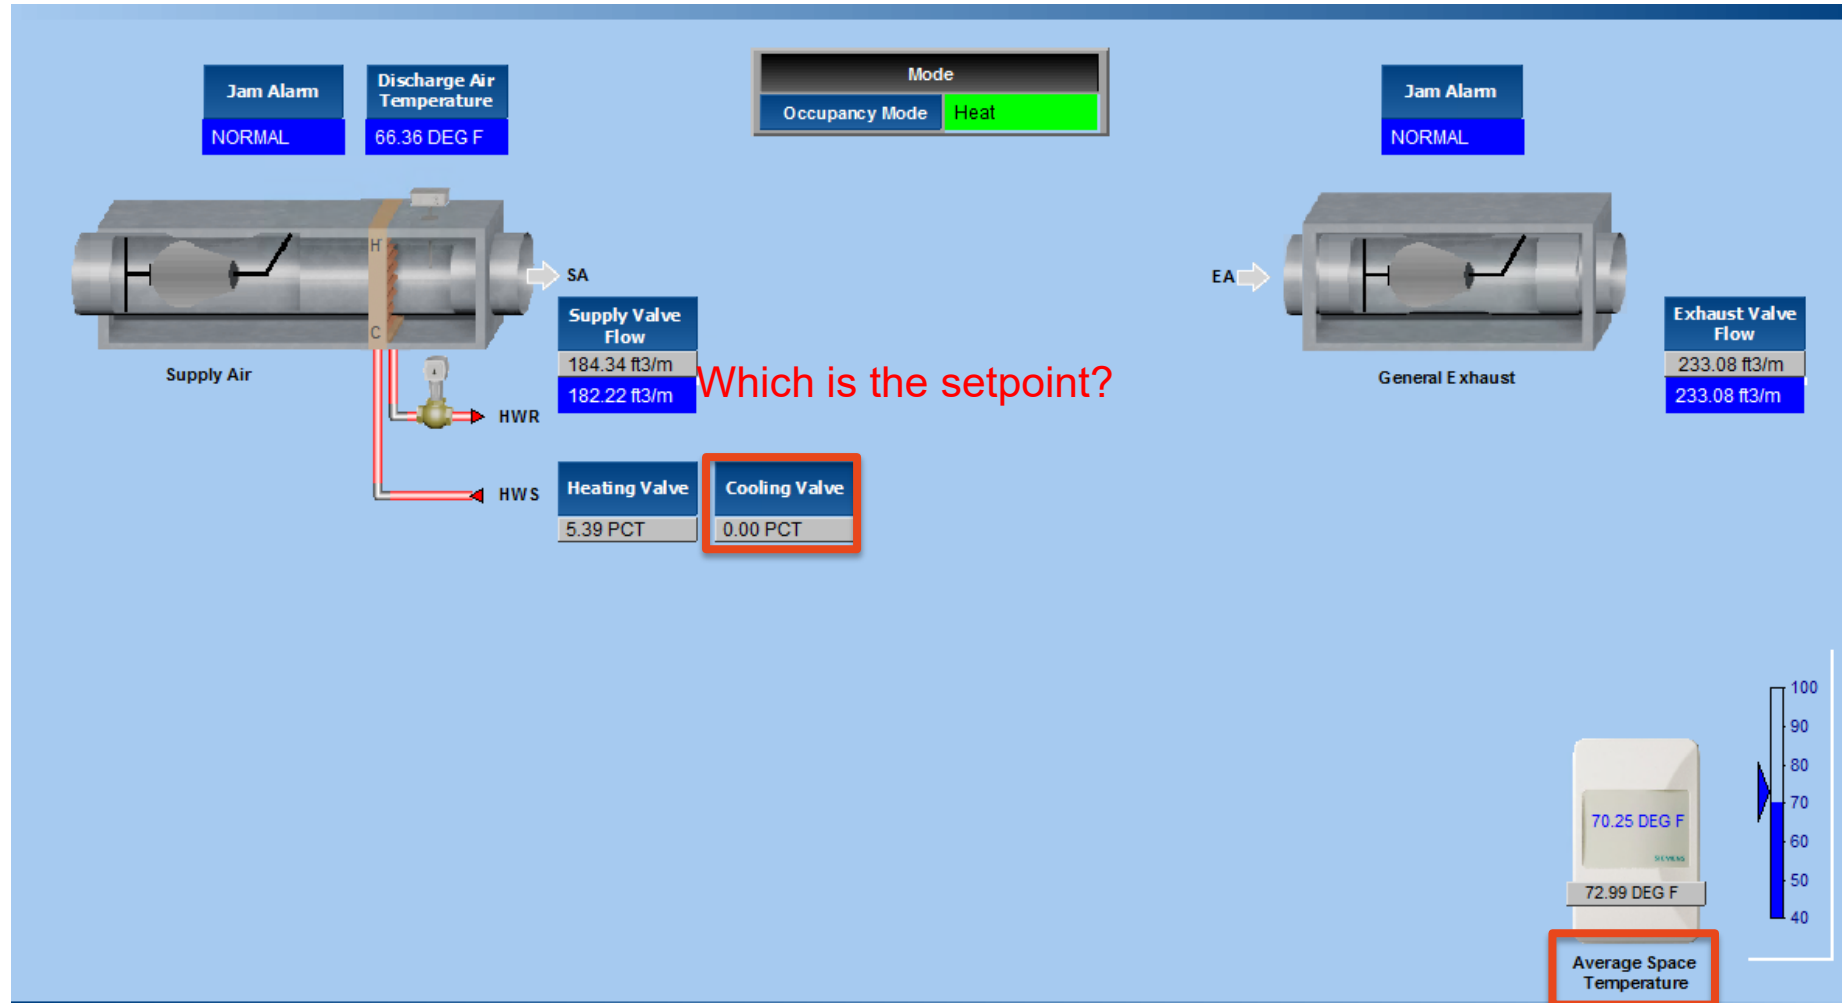 Mode
Occupancy Mode Heat
Jam Alarm
NORMAL
Discharge Air
Temperature
66.36 DEG F
Jam Alarm
NORMAL
H
C
SA
Supply Air
Supply Valve
Flow
184.34 ft3/m
182.22 ft3/m
Which is the setpoint?
HWR
HWS
Heating Valve
5.39 PCT
Cooling Valve
0.00 PCT
EA
General Exhaust
Exhaust Valve
Flow
233.08 ft3/m
233.08 ft3/m
100
90
80
70
60
50
40
70.25 DEG F
SIEMENS
72.99 DEG F
Average Space
Temperature